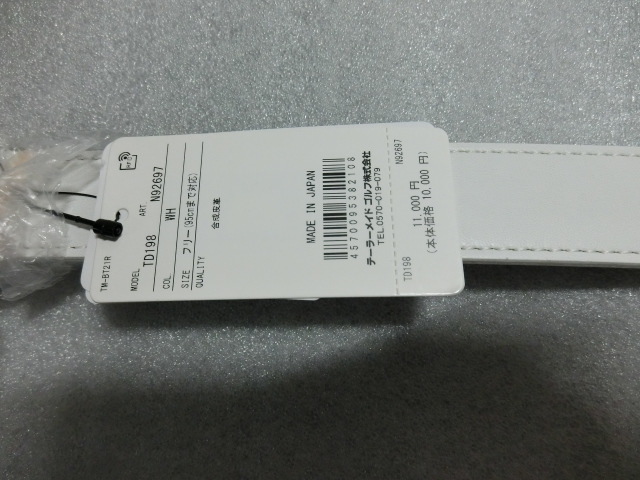 TM-BT21R
MODEL ART.
TD198 N92697
COL. WH
SIZE フリー(95cmまで対応)
QUALITY
合成皮革
MADE IN JAPAN
4570095382108
テーラーメイド ゴルフ株式会社
TEL.0570-019-079
TD198 N92697
11,000 円
(本体価格 10,000 円)